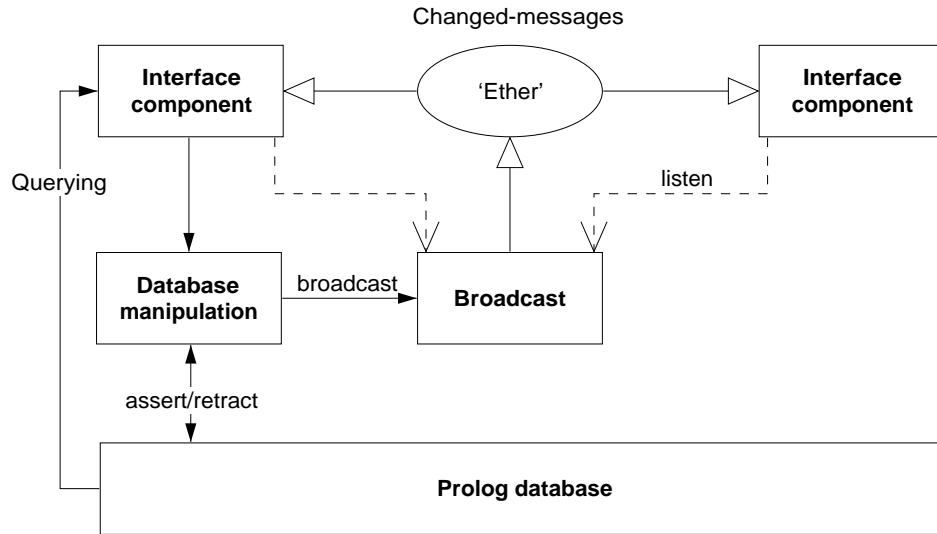 Changed-messages
Interface
component
‘Ether’
Interface
component
Querying
listen
Database
manipulation
broadcast
Broadcast
assert/retract
Prolog database